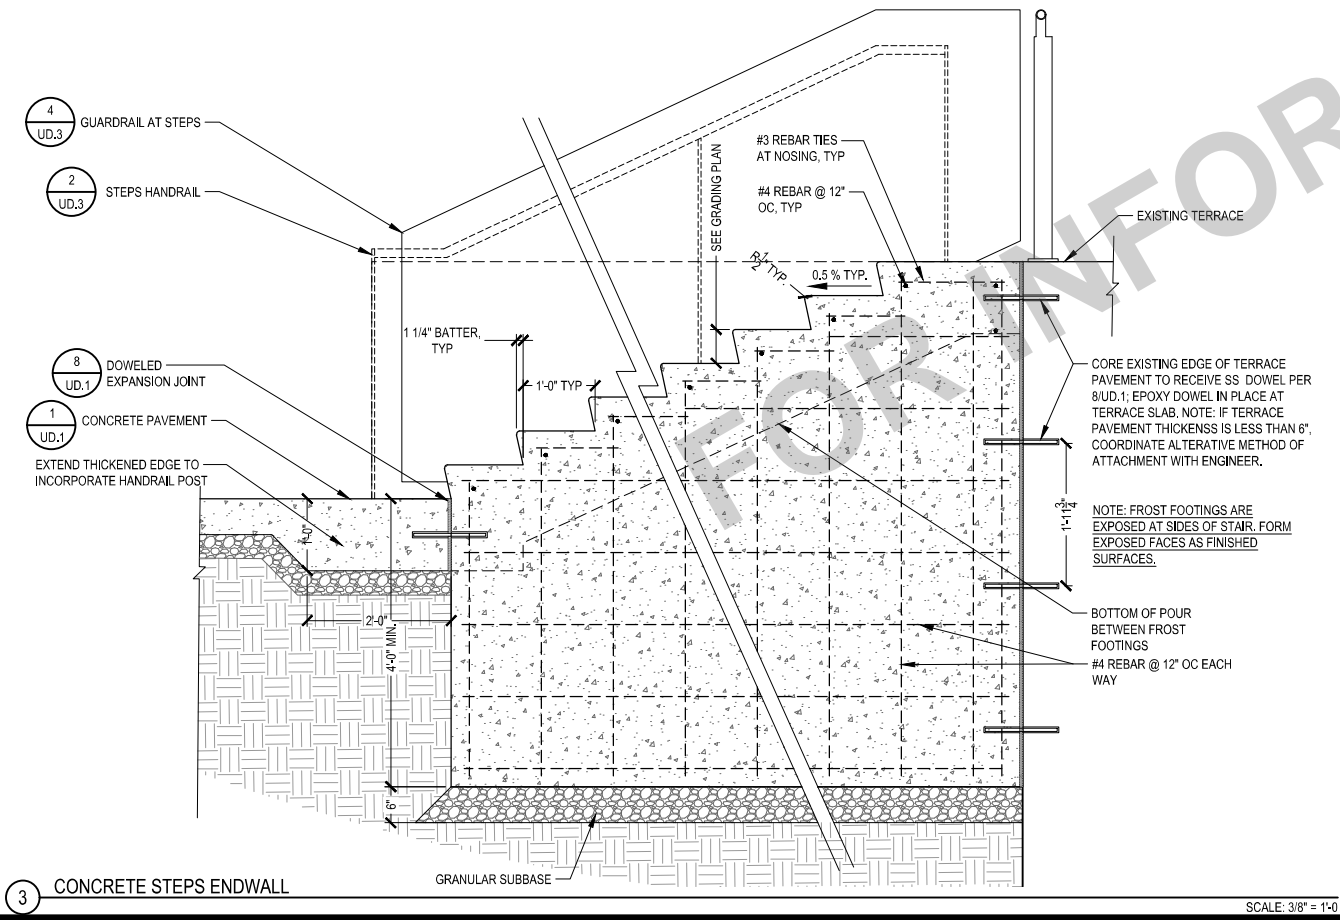 4
UD.3
GUARDRAIL AT STEPS
2
UD.3
STEPS HANDRAIL
8
UD.1
DOWELED
EXPANSION JOINT
1
UD.1
CONCRETE PAVEMENT
EXTEND THICKENED EDGE TO
INCORPORATE HANDRAIL POST
1 1/4" BATTER,
TYP
1'-0" TYP
SEE GRADING PLAN
#3 REBAR TIES
AT NOSING, TYP
#4 REBAR @ 12"
OC, TYP
R 1/2" TYP
0.5 % TYP.
EXISTING TERRACE
CORE EXISTING EDGE OF TERRACE
PAVEMENT TO RECEIVE SS DOWEL PER
8/UD.1; EPOXY DOWEL IN PLACE AT
TERRACE SLAB, NOTE: IF TERRACE
PAVEMENT THICKENSS IS LESS THAN 6",
COORDINATE ALTERATIVE METHOD OF
ATTACHMENT WITH ENGINEER.
1'-11 3/4"
NOTE: FROST FOOTINGS ARE
EXPOSED AT SIDES OF STAIR. FORM
EXPOSED FACES AS FINISHED
SURFACES.
BOTTOM OF POUR
BETWEEN FROST
FOOTINGS
#4 REBAR @ 12" OC EACH
WAY
1'-0"
2'-0"
4'-0" MIN.
6"
GRANULAR SUBBASE
FOR INFOR
3
CONCRETE STEPS ENDWALL
SCALE: 3/8" = 1'-0